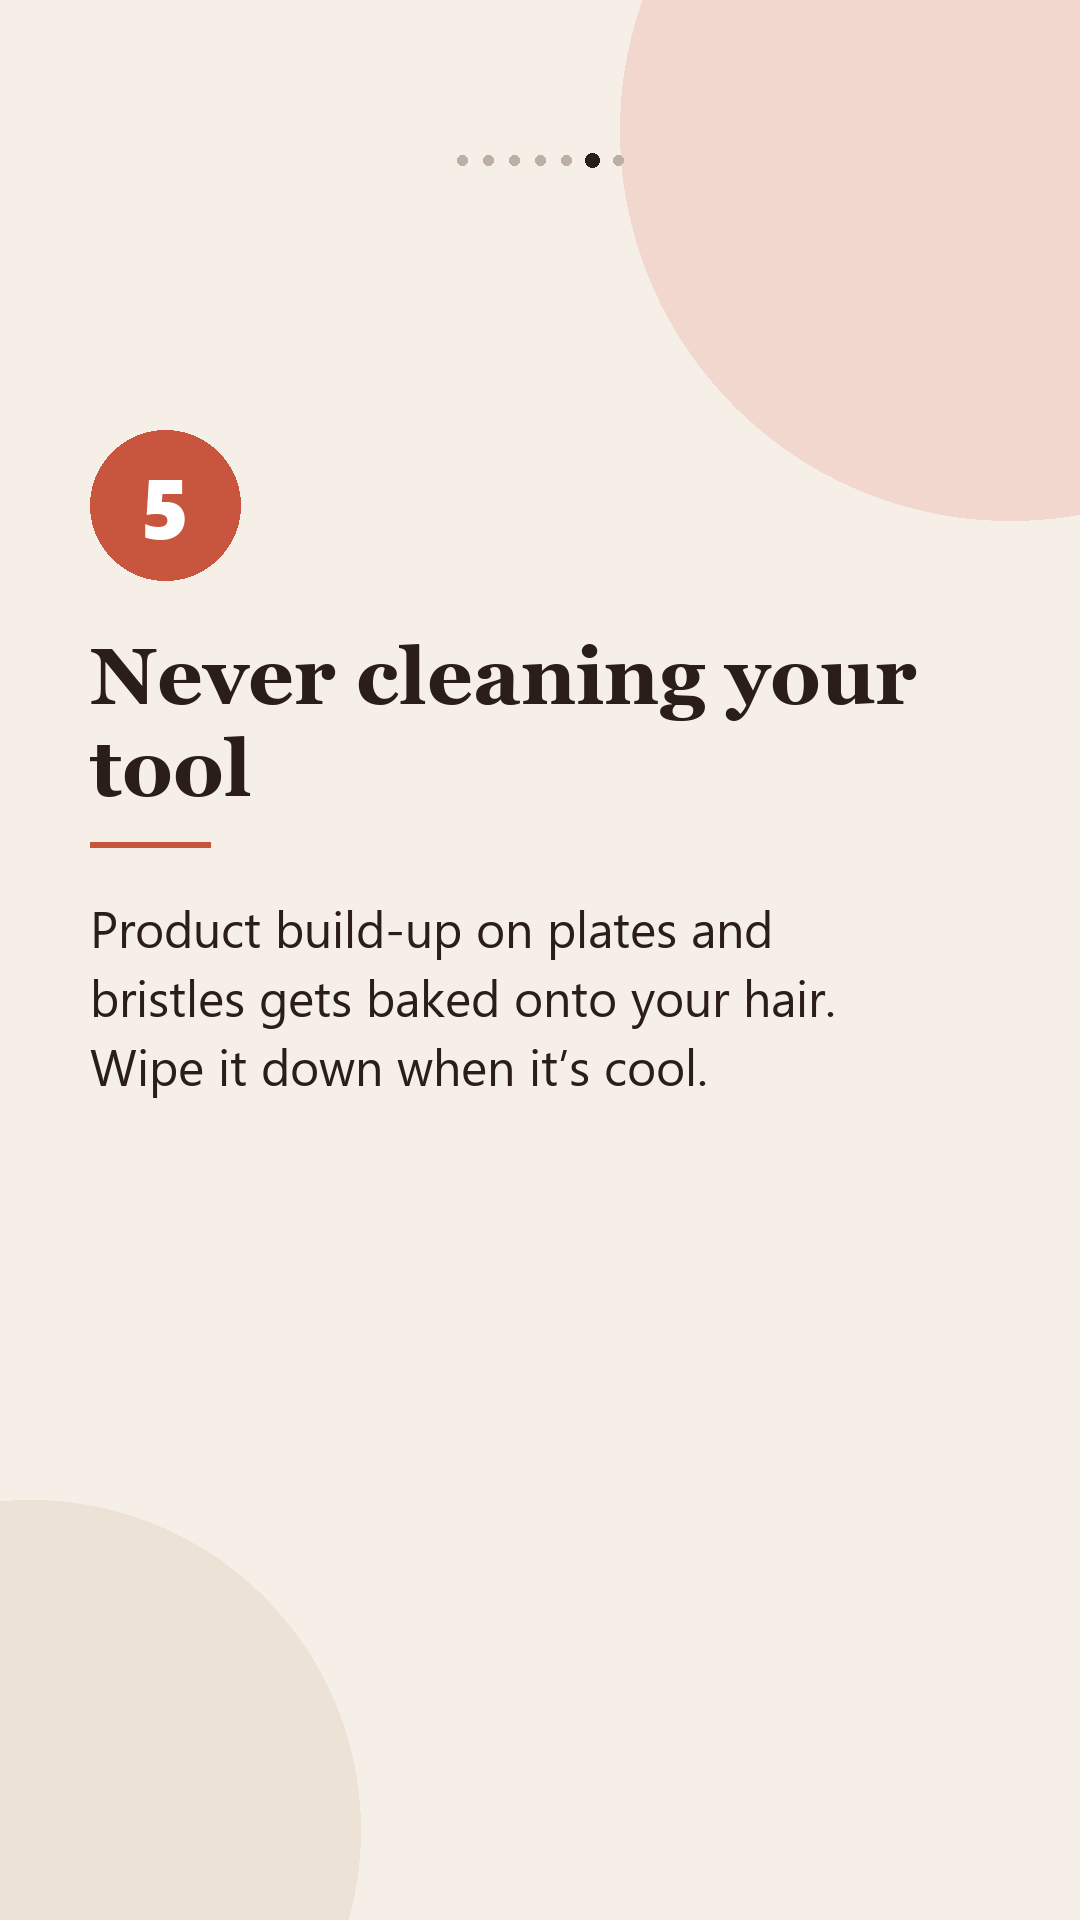 5
Never cleaning your
tool
Product build-up on plates and
bristles gets baked onto your hair.
Wipe it down when it’s cool.